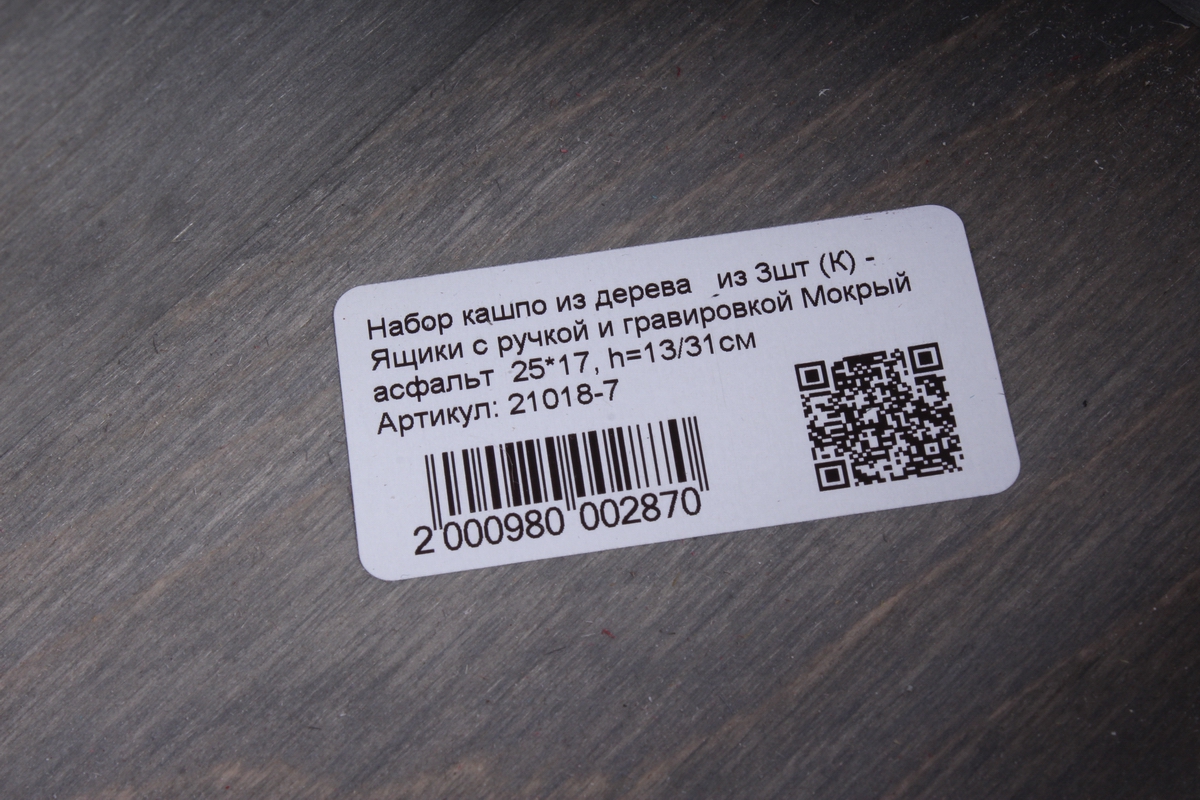 Набор кашпо из дерева из 3шт (К) -
Ящики с ручкой и гравировкой Мокрый
асфальт 25*17, h=13/31см
Артикул: 21018-7
2 000980 002870